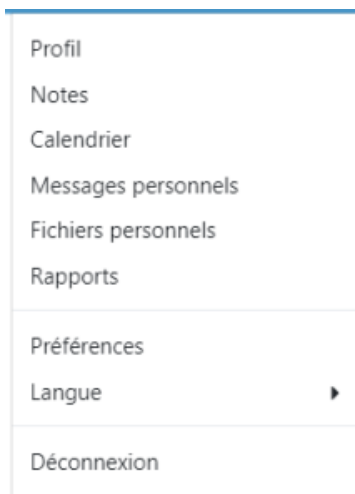 Profil
Notes
Calendrier
Messages personnels
Fichiers personnels
Rapports
Préférences
Langue
Déconnexion